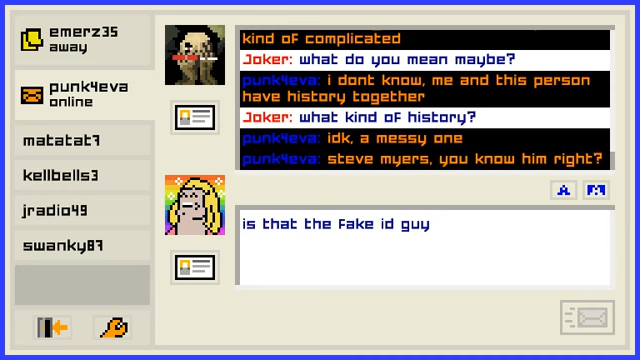 emerz35
away
punk4eva
online
matatat7
kellbells3
jradio49
swanky87
kind of complicated
Joker: what do you mean maybe?
punk4eva: i dont know, me and this person
have history together
Joker: what kind of history?
punk4eva: idk, a messy one
punk4eva: steve myers, you know him right?
A
is that the fake id guy